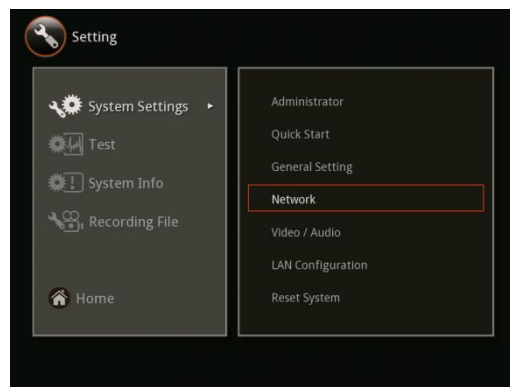 Setting
System Settings
Test
System Info
Recording File
Home
Administrator
Quick Start
General Setting
Network
Video / Audio
LAN Configuration
Reset System